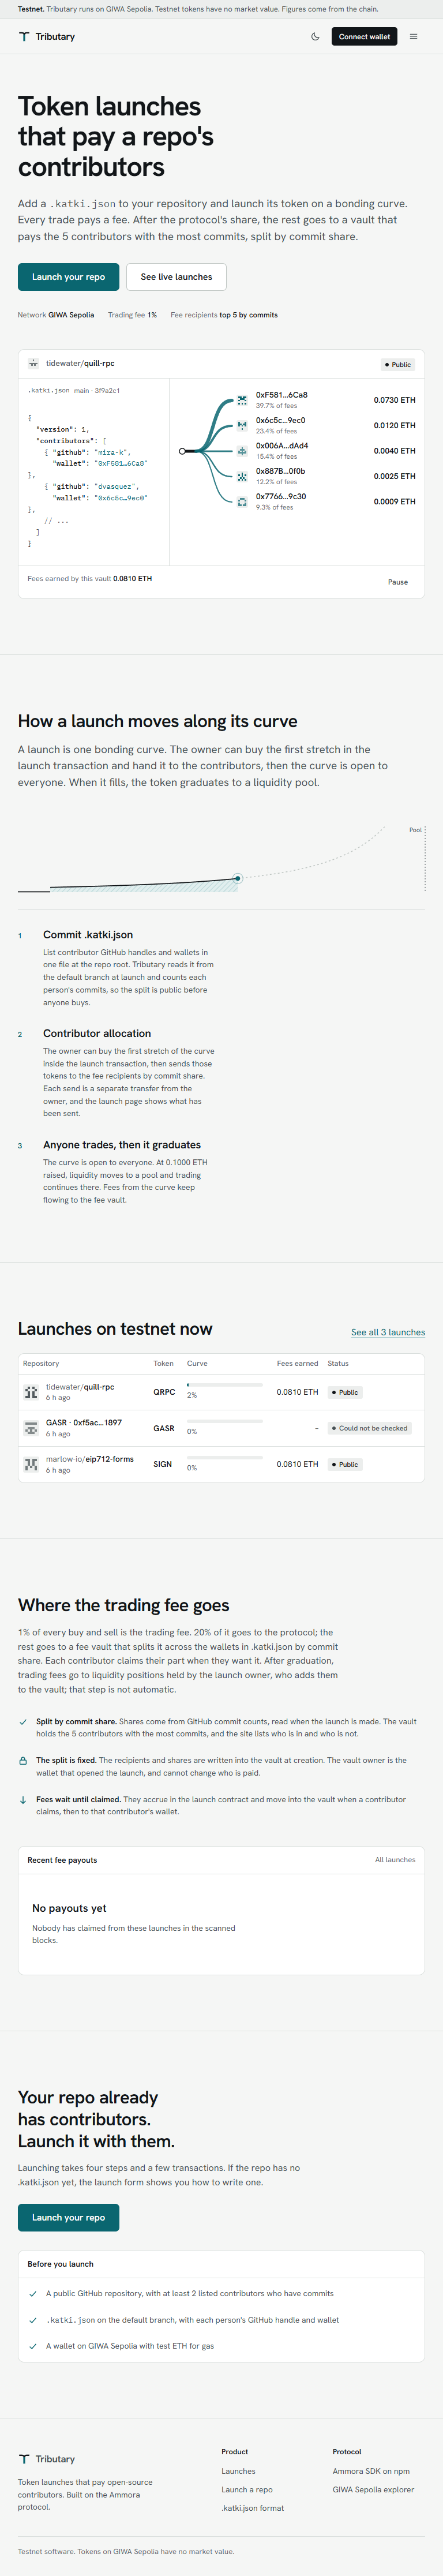 Testnet. Tributary runs on GIWA Sepolia. Testnet tokens have no market value. Figures come from the chain.
Tributary
Connect wallet
Token launches
that pay a repo's
contributors
Add a .katki.json to your repository and launch its token on a bonding curve.
Every trade pays a fee. After the protocol's share, the rest goes to a vault that
pays the 5 contributors with the most commits, split by commit share.
Launch your repo
See live launches
Network GIWA Sepolia
Trading fee 1%
Fee recipients top 5 by commits
tidewater/quill-rpc
Public
.katki.json main · 3f9a2c1
{
"version": 1,
"contributors": [
{ "github": "mira-k",
"wallet": "0xF581…6Ca8"
},
{ "github": "dvasquez",
"wallet": "0x6c5c…9ec0"
},
// ...
]
}
0xF581…6Ca8
39.7% of fees
0.0730 ETH
0x6c5c…9ec0
23.4% of fees
0.0120 ETH
0x006A…dAd4
15.4% of fees
0.0040 ETH
0x887B…0f0b
12.2% of fees
0.0025 ETH
0x7766…9c30
9.3% of fees
0.0009 ETH
Fees earned by this vault 0.0810 ETH
Pause
How a launch moves along its curve
A launch is one bonding curve. The owner can buy the first stretch in the
launch transaction and hand it to the contributors, then the curve is open to
everyone. When it fills, the token graduates to a liquidity pool.
Pool
1
Commit .katki.json
List contributor GitHub handles and wallets in
one file at the repo root. Tributary reads it from
the default branch at launch and counts each
person's commits, so the split is public before
anyone buys.
2
Contributor allocation
The owner can buy the first stretch of the curve
inside the launch transaction, then sends those
tokens to the fee recipients by commit share.
Each send is a separate transfer from the
owner, and the launch page shows what has
been sent.
3
Anyone trades, then it graduates
The curve is open to everyone. At 0.1000 ETH
raised, liquidity moves to a pool and trading
continues there. Fees from the curve keep
flowing to the fee vault.
Launches on testnet now
See all 3 launches
Repository
Token
Curve
Fees earned
Status
tidewater/quill-rpc
6 h ago
QRPC
2%
0.0810 ETH
Public
GASR · 0xf5ac…1897
6 h ago
GASR
0%
–
Could not be checked
marlow-io/eip712-forms
6 h ago
SIGN
0%
0.0810 ETH
Public
Where the trading fee goes
1% of every buy and sell is the trading fee. 20% of it goes to the protocol; the
rest goes to a fee vault that splits it across the wallets in .katki.json by commit
share. Each contributor claims their part when they want it. After graduation,
trading fees go to liquidity positions held by the launch owner, who adds them
to the vault; that step is not automatic.
Split by commit share. Shares come from GitHub commit counts, read when the launch is made. The vault
holds the 5 contributors with the most commits, and the site lists who is in and who is not.
The split is fixed. The recipients and shares are written into the vault at creation. The vault owner is the
wallet that opened the launch, and cannot change who is paid.
Fees wait until claimed. They accrue in the launch contract and move into the vault when a contributor
claims, then to that contributor's wallet.
Recent fee payouts
All launches
No payouts yet
Nobody has claimed from these launches in the scanned
blocks.
Your repo already
has contributors.
Launch it with them.
Launching takes four steps and a few transactions. If the repo has no
.katki.json yet, the launch form shows you how to write one.
Launch your repo
Before you launch
A public GitHub repository, with at least 2 listed contributors who have commits
.katki.json on the default branch, with each person's GitHub handle and wallet
A wallet on GIWA Sepolia with test ETH for gas
Tributary
Token launches that pay open-source
contributors. Built on the Ammora
protocol.
Product
Launches
Launch a repo
.katki.json format
Protocol
Ammora SDK on npm
GIWA Sepolia explorer
Testnet software. Tokens on GIWA Sepolia have no market value.